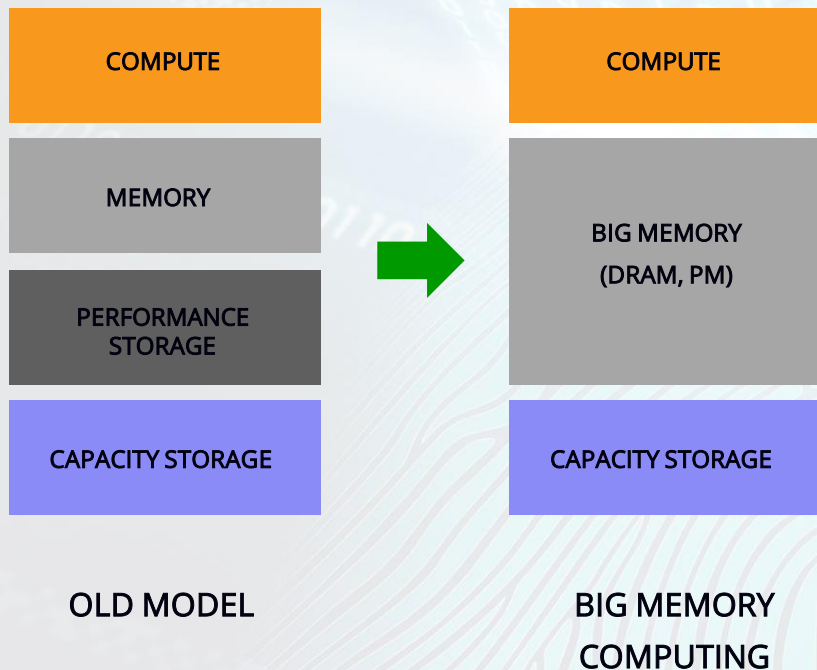 COMPUTE
MEMORY
PERFORMANCE
STORAGE
CAPACITY STORAGE
OLD MODEL
COMPUTE
BIG MEMORY
(DRAM, PM)
CAPACITY STORAGE
BIG MEMORY
COMPUTING